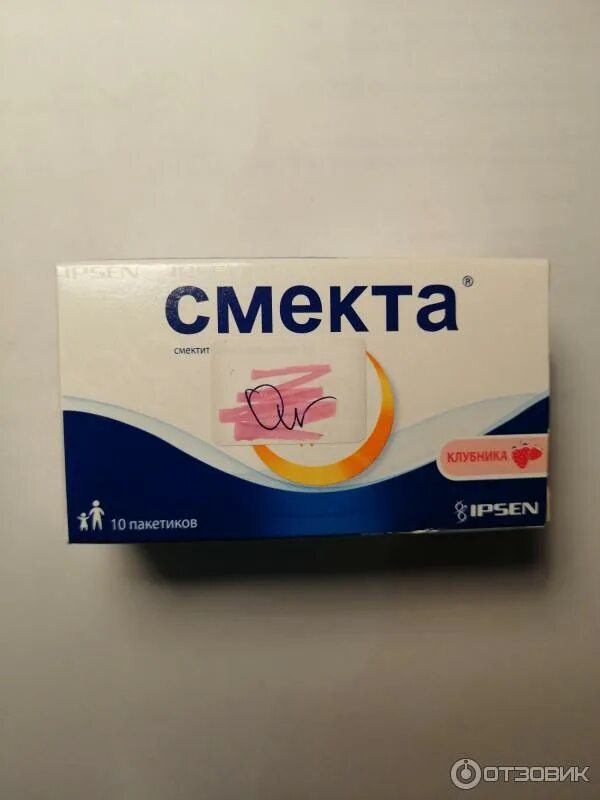 IPSEN
смекта®
смектит
КЛУБНИКА
10 пакетиков
IPSEN
ОТЗОВИК